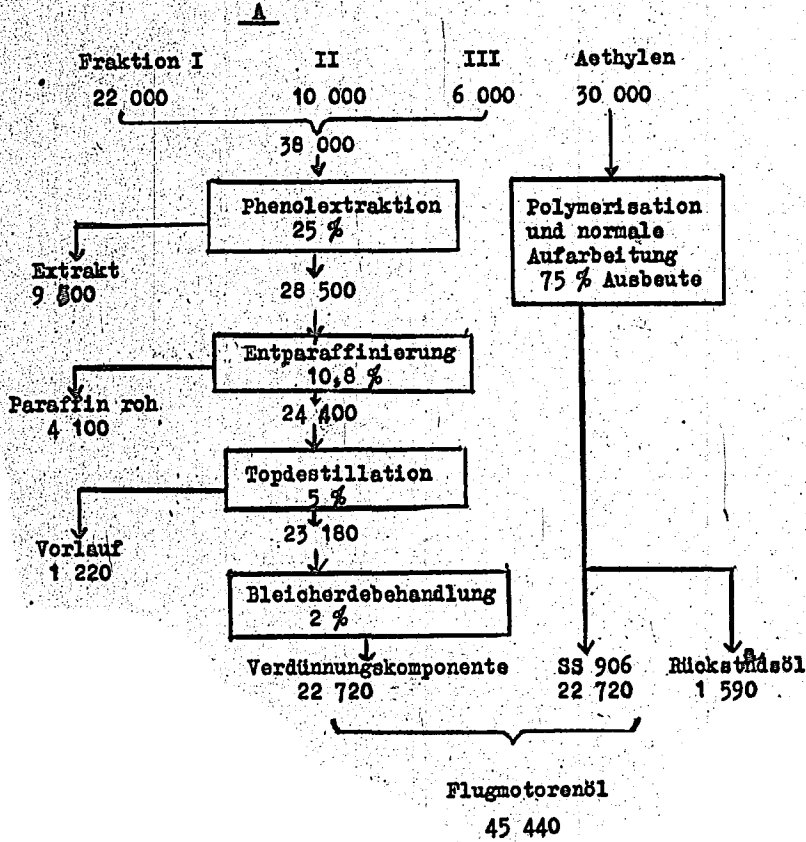 A
Fraktion I II III Aethylen
22 000 10 000 6 000 30 000
38 000
Phenolextraktion
25 %
Polymerisation
und normale
Aufarbeitung
75 % Ausbeute
Extrakt
9 500
28 500
Entparaffinierung
10,8 %
Paraffin roh
4 100
24 400
Topdestillation
5 %
Vorlauf
1 220
23 180
Bleicherdebehandlung
2 %
Verdünnungskomponente SS 906 Rückstandsöl
22 720 22 720 1 590
Flugmotorenöl
45 440